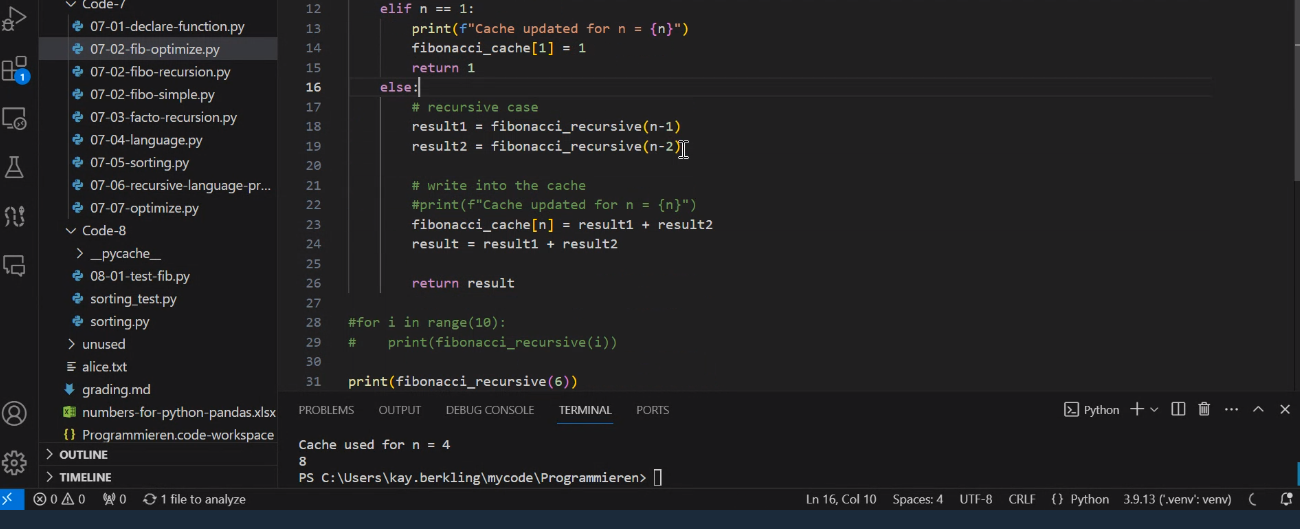 Code-7
07-01-declare-function.py
07-02-fib-optimize.py
07-02-fibo-recursion.py
07-02-fibo-simple.py
07-03-facto-recursion.py
07-04-language.py
07-05-sorting.py
07-06-recursive-language-pr...
07-07-optimize.py
Code-8
__pycache__
08-01-test-fib.py
sorting_test.py
sorting.py
unused
alice.txt
grading.md
numbers-for-python-pandas.xlsx
Programmieren.code-workspace
OUTLINE
TIMELINE
1
12 elif n == 1:
13 print(f"Cache updated for n = {n}")
14 fibonacci_cache[1] = 1
15 return 1
16 else:
17 # recursive case
18 result1 = fibonacci_recursive(n-1)
19 result2 = fibonacci_recursive(n-2)
20
21 # write into the cache
22 #print(f"Cache updated for n = {n}")
23 fibonacci_cache[n] = result1 + result2
24 result = result1 + result2
25
26 return result
27
28 #for i in range(10):
29 #    print(fibonacci_recursive(i))
30
31 print(fibonacci_recursive(6))
PROBLEMS OUTPUT DEBUG CONSOLE TERMINAL PORTS Python
Cache used for n = 4
8
PS C:\Users\kay.berkling\mycode\Programmieren>
0 0 0 1 file to analyze Ln 16, Col 10 Spaces: 4 UTF-8 CRLF {} Python 3.9.13 ('.venv': venv)